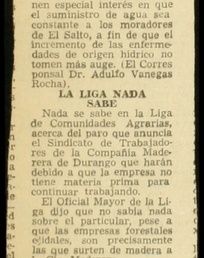 nen especial interés en que
el suministro de agua sea
constante a los moradores
de El Salto, a fin de que el
incremento de las enferme-
dades de origen hídrico no
tomen más auge. (El Corres
ponsal Dr. Adulfo Vanegas
Rocha).
LA LIGA NADA
SABE
Nada se sabe en la Liga
de Comunidades Agrarias,
acerca del paro que anuncia
el Sindicato de Trabajado-
res de la Compañía Made-
rera de Durango que harán
debido a que la empresa no
no tiene materia prima para
continuar trabajando.
El Oficial Mayor de la Li
ga dijo que no sabía nada
sobre el particular, pese a
que las empresas forestales
ejidales, son precisamente
las que surten de madera a